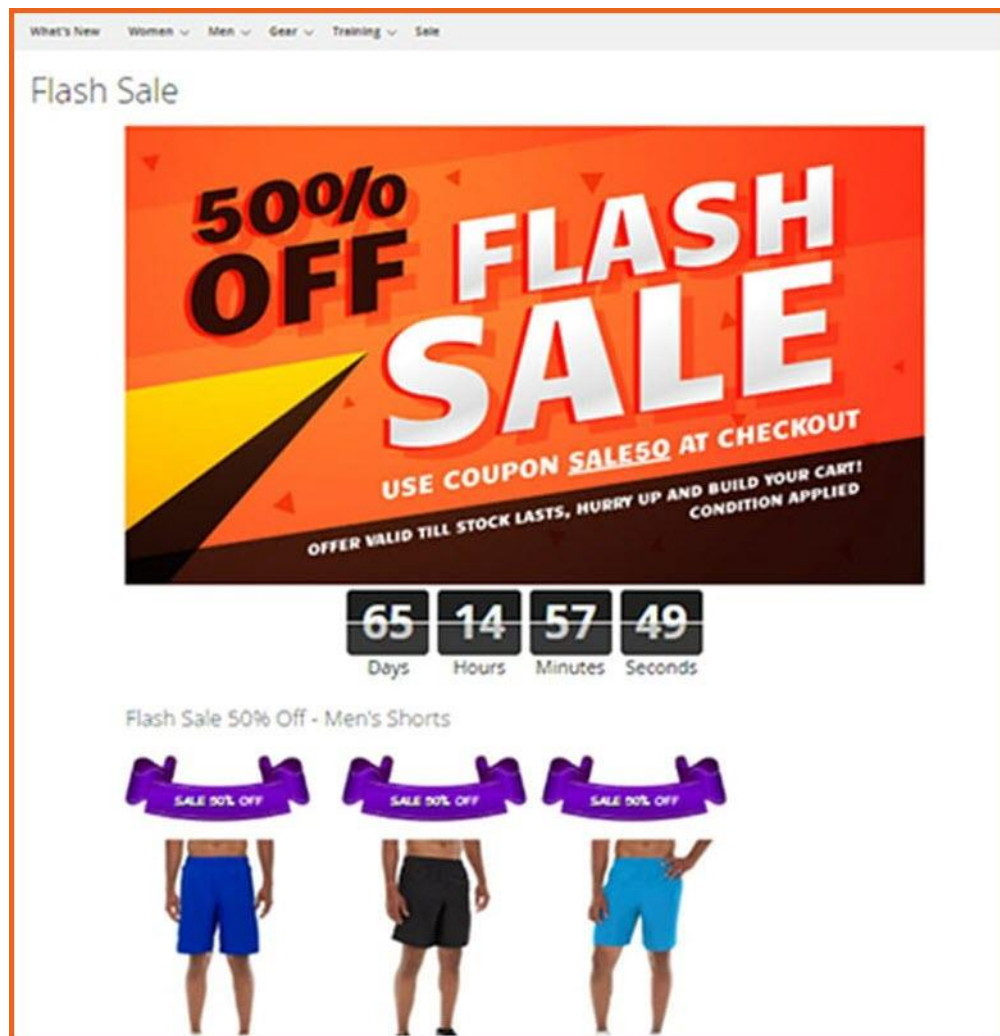 What's New Women Men Gear Training Sale
Flash Sale
50%
OFF
FLASH
SALE
USE COUPON SALE50 AT CHECKOUT
OFFER VALID TILL STOCK LASTS, HURRY UP AND BUILD YOUR CART!
CONDITION APPLIED
65 14 57 49
Days Hours Minutes Seconds
Flash Sale 50% Off - Men's Shorts
SALE 50% OFF SALE 50% OFF SALE 50% OFF